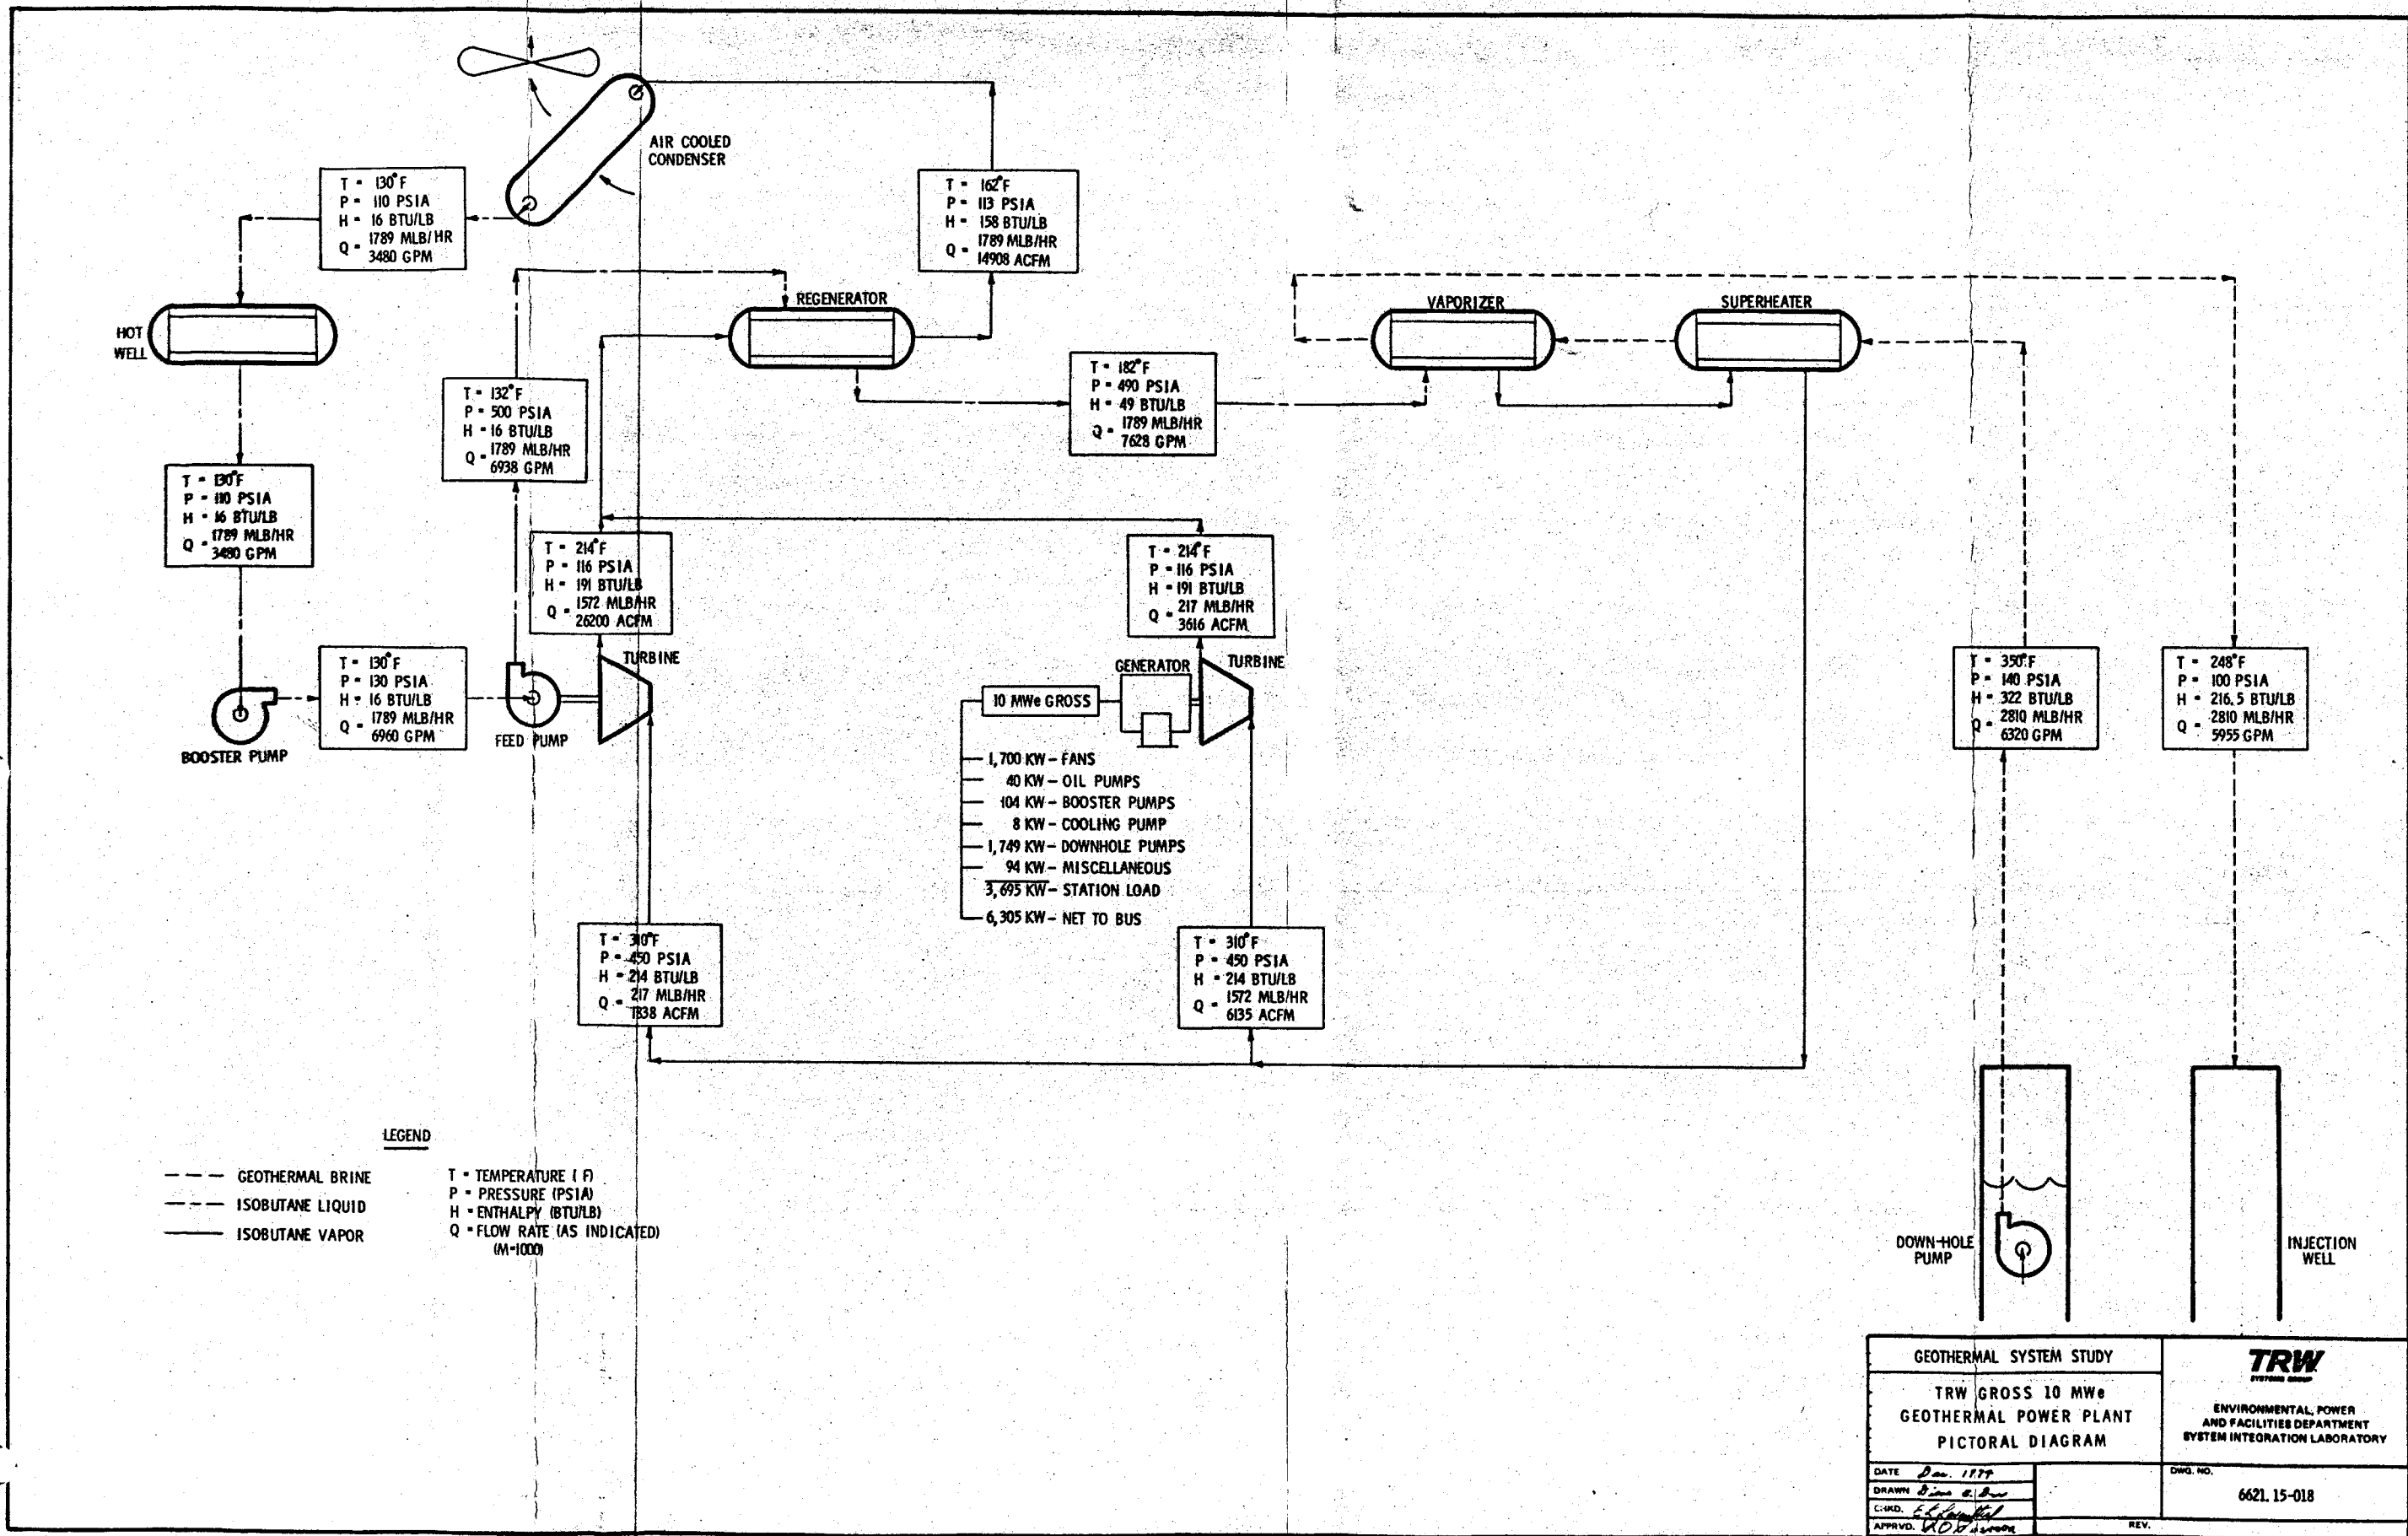 AIR COOLED
CONDENSER
T = 130°F
P = 110 PSIA
H = 16 BTU/LB
Q = 1789 MLB/HR
3480 GPM
T = 162°F
P = 113 PSIA
H = 158 BTU/LB
Q = 1789 MLB/HR
14908 ACFM
HOT
WELL
REGENERATOR
VAPORIZER
SUPERHEATER
T = 132°F
P = 500 PSIA
H = 16 BTU/LB
Q = 1789 MLB/HR
6938 GPM
T = 182°F
P = 490 PSIA
H = 49 BTU/LB
Q = 1789 MLB/HR
7628 GPM
T = 130°F
P = 110 PSIA
H = 16 BTU/LB
Q = 1789 MLB/HR
3480 GPM
T = 214°F
P = 116 PSIA
H = 191 BTU/LB
Q = 1572 MLB/HR
26200 ACFM
T = 214°F
P = 116 PSIA
H = 191 BTU/LB
Q = 217 MLB/HR
3616 ACFM
T = 130°F
P = 130 PSIA
H = 16 BTU/LB
Q = 1789 MLB/HR
6960 GPM
BOOSTER PUMP
FEED PUMP
TURBINE
10 MWe GROSS
GENERATOR
TURBINE
1,700 KW - FANS
40 KW - OIL PUMPS
104 KW - BOOSTER PUMPS
8 KW - COOLING PUMP
1,749 KW - DOWNHOLE PUMPS
94 KW - MISCELLANEOUS
3,695 KW - STATION LOAD
6,305 KW - NET TO BUS
T = 350°F
P = 140 PSIA
H = 322 BTU/LB
Q = 2810 MLB/HR
6320 GPM
T = 248°F
P = 100 PSIA
H = 216.5 BTU/LB
Q = 2810 MLB/HR
5955 GPM
T = 310°F
P = 450 PSIA
H = 214 BTU/LB
Q = 217 MLB/HR
ACFM
T = 310°F
P = 450 PSIA
H = 214 BTU/LB
Q = 1572 MLB/HR
6135 ACFM
LEGEND
GEOTHERMAL BRINE
ISOBUTANE LIQUID
ISOBUTANE VAPOR
T = TEMPERATURE ( F)
P = PRESSURE (PSIA)
H = ENTHALPY (BTU/LB)
Q = FLOW RATE (AS INDICATED)
(M=1000)
DOWN-HOLE
PUMP
INJECTION
WELL
GEOTHERMAL SYSTEM STUDY
TRW GROSS 10 MWe
GEOTHERMAL POWER PLANT
PICTORAL DIAGRAM
TRW
SYSTEMS GROUP
ENVIRONMENTAL, POWER
AND FACILITIES DEPARTMENT
SYSTEM INTEGRATION LABORATORY
DATE Dec.
DRAWN
CHKD.
APPRVD.
REV.
DWG. NO.
6621.15-018